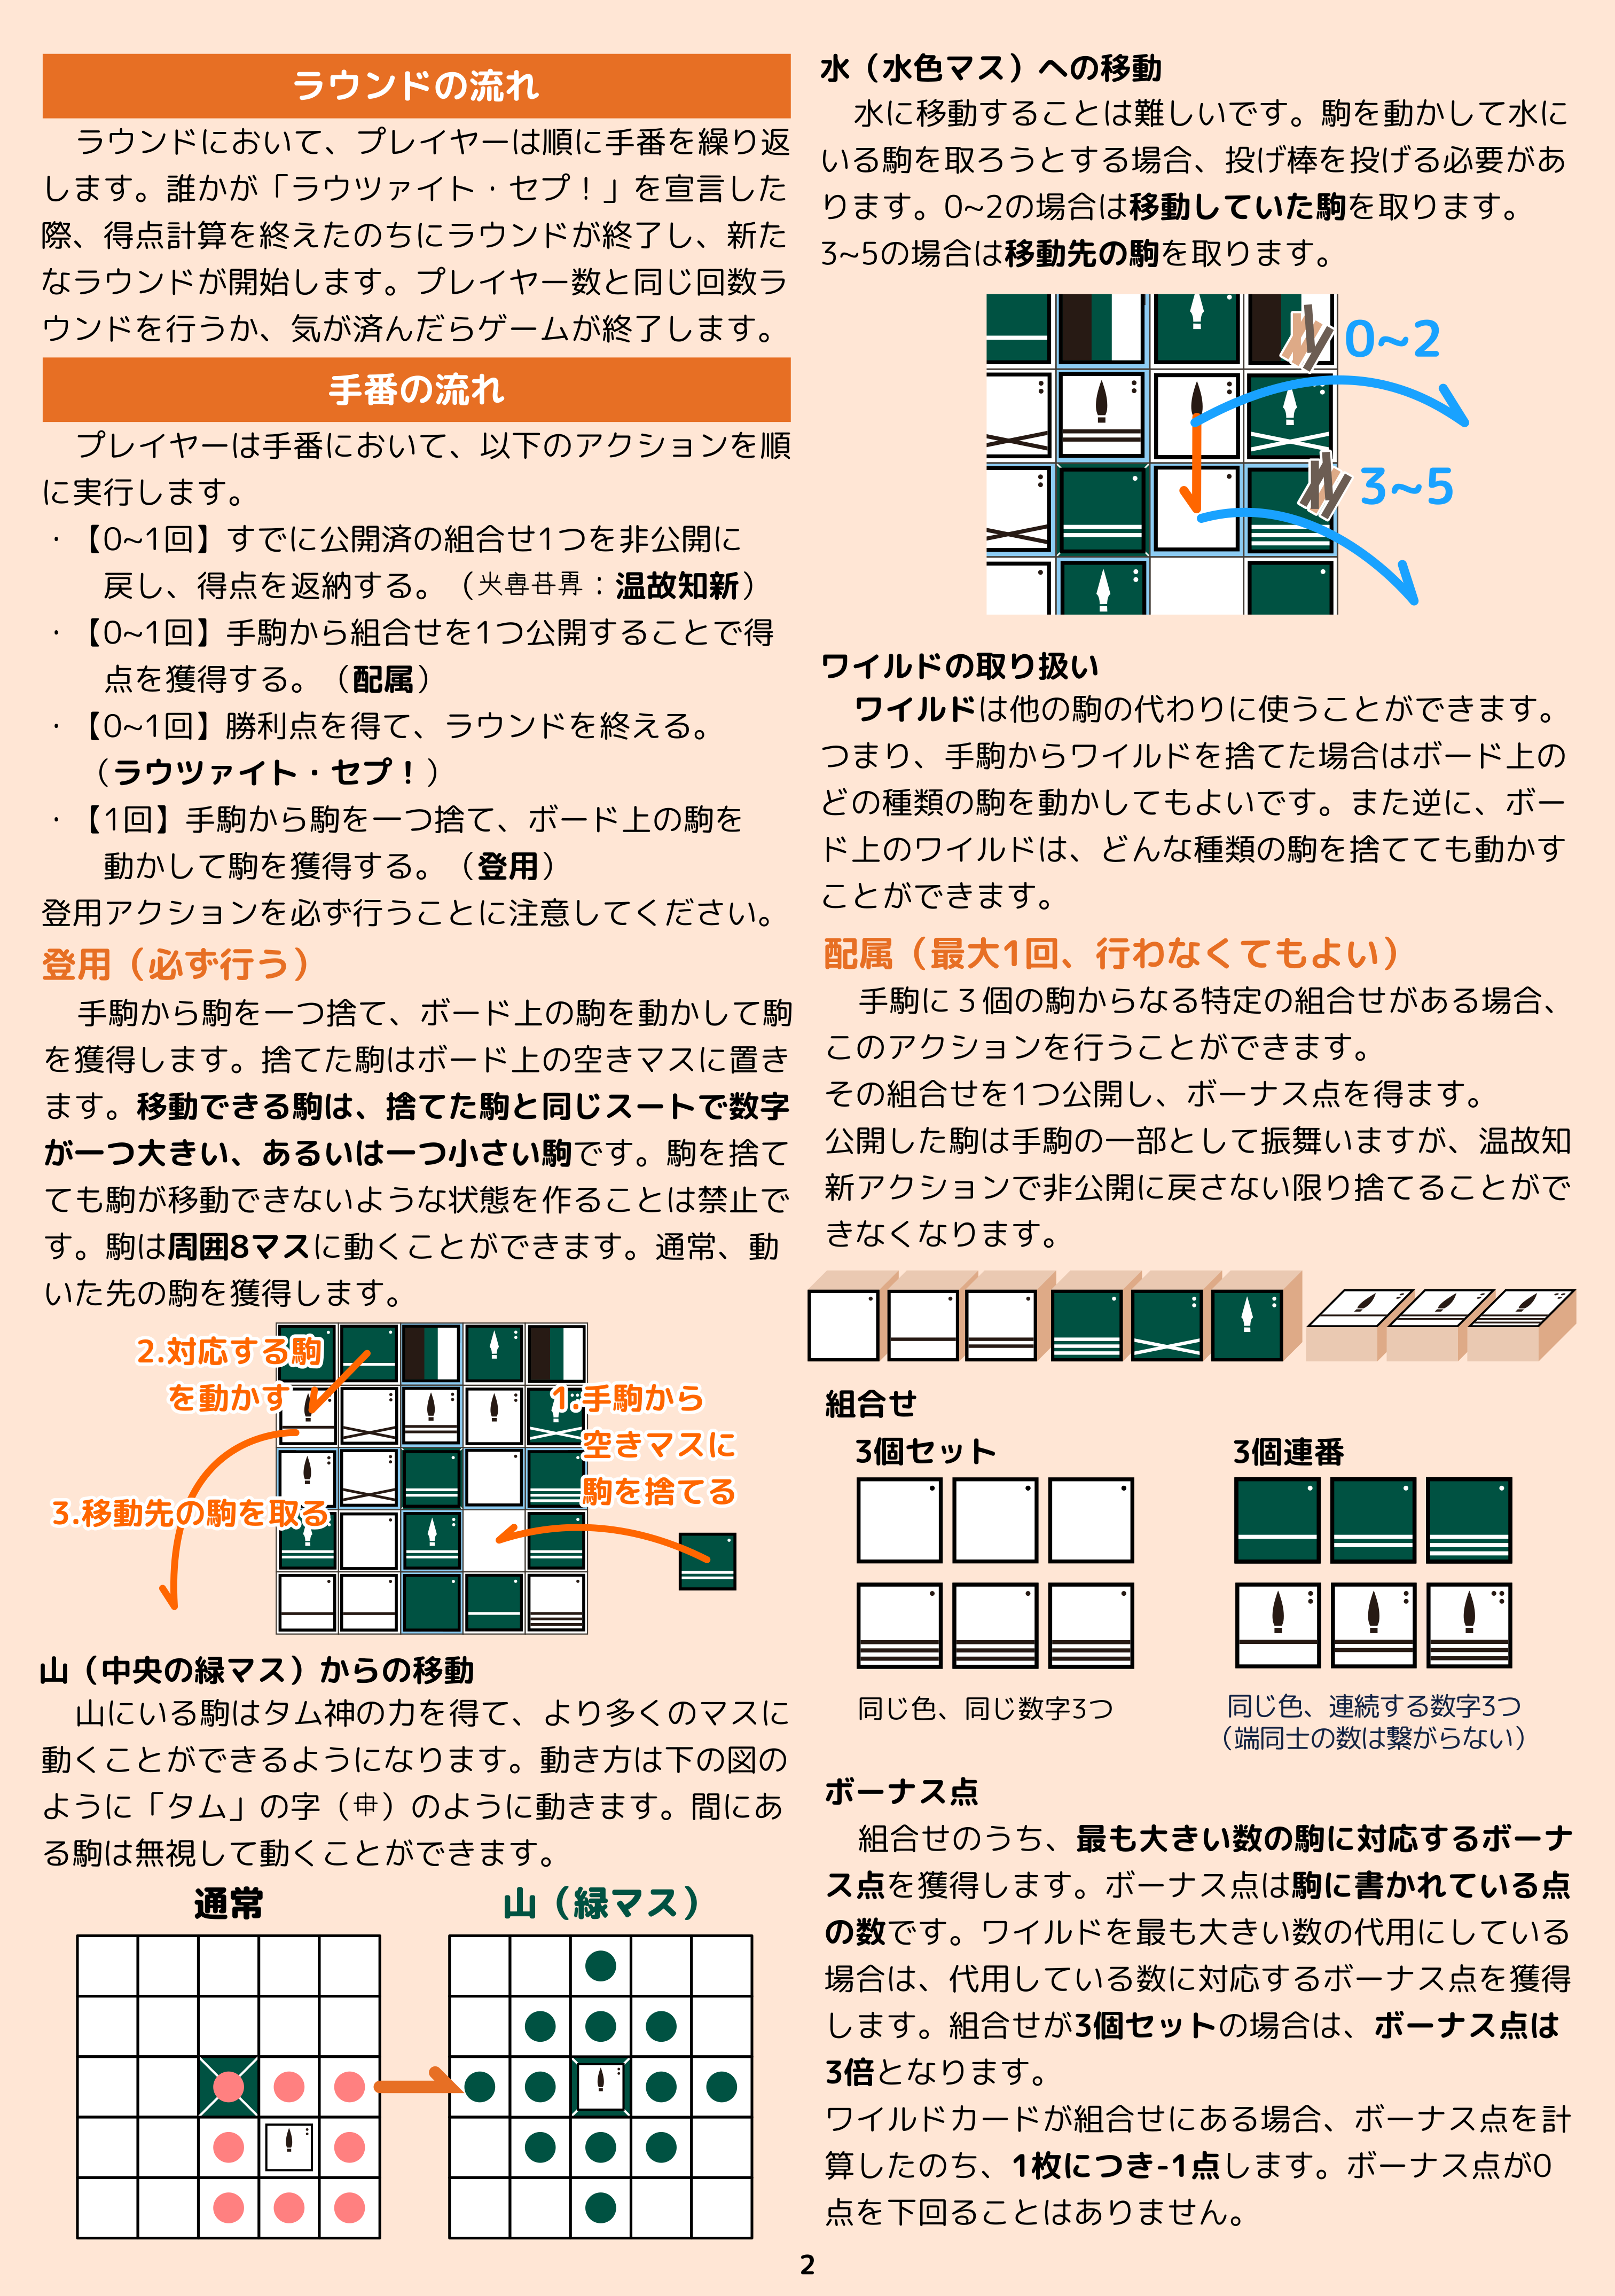 ラウンドの流れ
ラウンドにおいて、プレイヤーは順に手番を繰り返
します。誰かが「ラウツァイト・セプ！」を宣言した
際、得点計算を終えたのちにラウンドが終了し、新た
なラウンドが開始します。プレイヤー数と同じ回数ラ
ウンドを行うか、気が済んだらゲームが終了します。
手番の流れ
プレイヤーは手番において、以下のアクションを順
に実行します。
・【0~1回】すでに公開済の組合せ1つを非公開に
戻し、得点を返納する。（：温故知新）
・【0~1回】手駒から組合せを1つ公開することで得
点を獲得する。（配属）
・【0~1回】勝利点を得て、ラウンドを終える。
（ラウツァイト・セプ！）
・【1回】手駒から駒を一つ捨て、ボード上の駒を
動かして駒を獲得する。（登用）
登用アクションを必ず行うことに注意してください。
登用（必ず行う）
手駒から駒を一つ捨て、ボード上の駒を動かして駒
を獲得します。捨てた駒はボード上の空きマスに置き
ます。移動できる駒は、捨てた駒と同じスートで数字
が一つ大きい、あるいは一つ小さい駒です。駒を捨て
ても駒が移動できないような状態を作ることは禁止で
す。駒は周囲8マスに動くことができます。通常、動
いた先の駒を獲得します。
2.対応する駒
を動かす
1.手駒から
空きマスに
駒を捨てる
3.移動先の駒を取る
山（中央の緑マス）からの移動
山にいる駒はタム神の力を得て、より多くのマスに
動くことができるようになります。動き方は下の図の
ように「タム」の字（）のように動きます。間にあ
る駒は無視して動くことができます。
通常
山（緑マス）
水（水色マス）への移動
水に移動することは難しいです。駒を動かして水に
いる駒を取ろうとする場合、投げ棒を投げる必要があ
ります。0~2の場合は移動していた駒を取ります。
3~5の場合は移動先の駒を取ります。
0~2
3~5
ワイルドの取り扱い
ワイルドは他の駒の代わりに使うことができます。
つまり、手駒からワイルドを捨てた場合はボード上の
どの種類の駒を動かしてもよいです。また逆に、ボー
ド上のワイルドは、どんな種類の駒を捨てても動かす
ことができます。
配属（最大1回、行わなくてもよい）
手駒に３個の駒からなる特定の組合せがある場合、
このアクションを行うことができます。
その組合せを1つ公開し、ボーナス点を得ます。
公開した駒は手駒の一部として振舞いますが、温故知
新アクションで非公開に戻さない限り捨てることがで
きなくなります。
組合せ
3個セット
3個連番
同じ色、同じ数字3つ
同じ色、連続する数字3つ
（端同士の数は繋がらない）
ボーナス点
組合せのうち、最も大きい数の駒に対応するボーナ
ス点を獲得します。ボーナス点は駒に書かれている点
の数です。ワイルドを最も大きい数の代用にしている
場合は、代用している数に対応するボーナス点を獲得
します。組合せが3個セットの場合は、ボーナス点は
3倍となります。
ワイルドカードが組合せにある場合、ボーナス点を計
算したのち、1枚につき-1点します。ボーナス点が0
点を下回ることはありません。
2